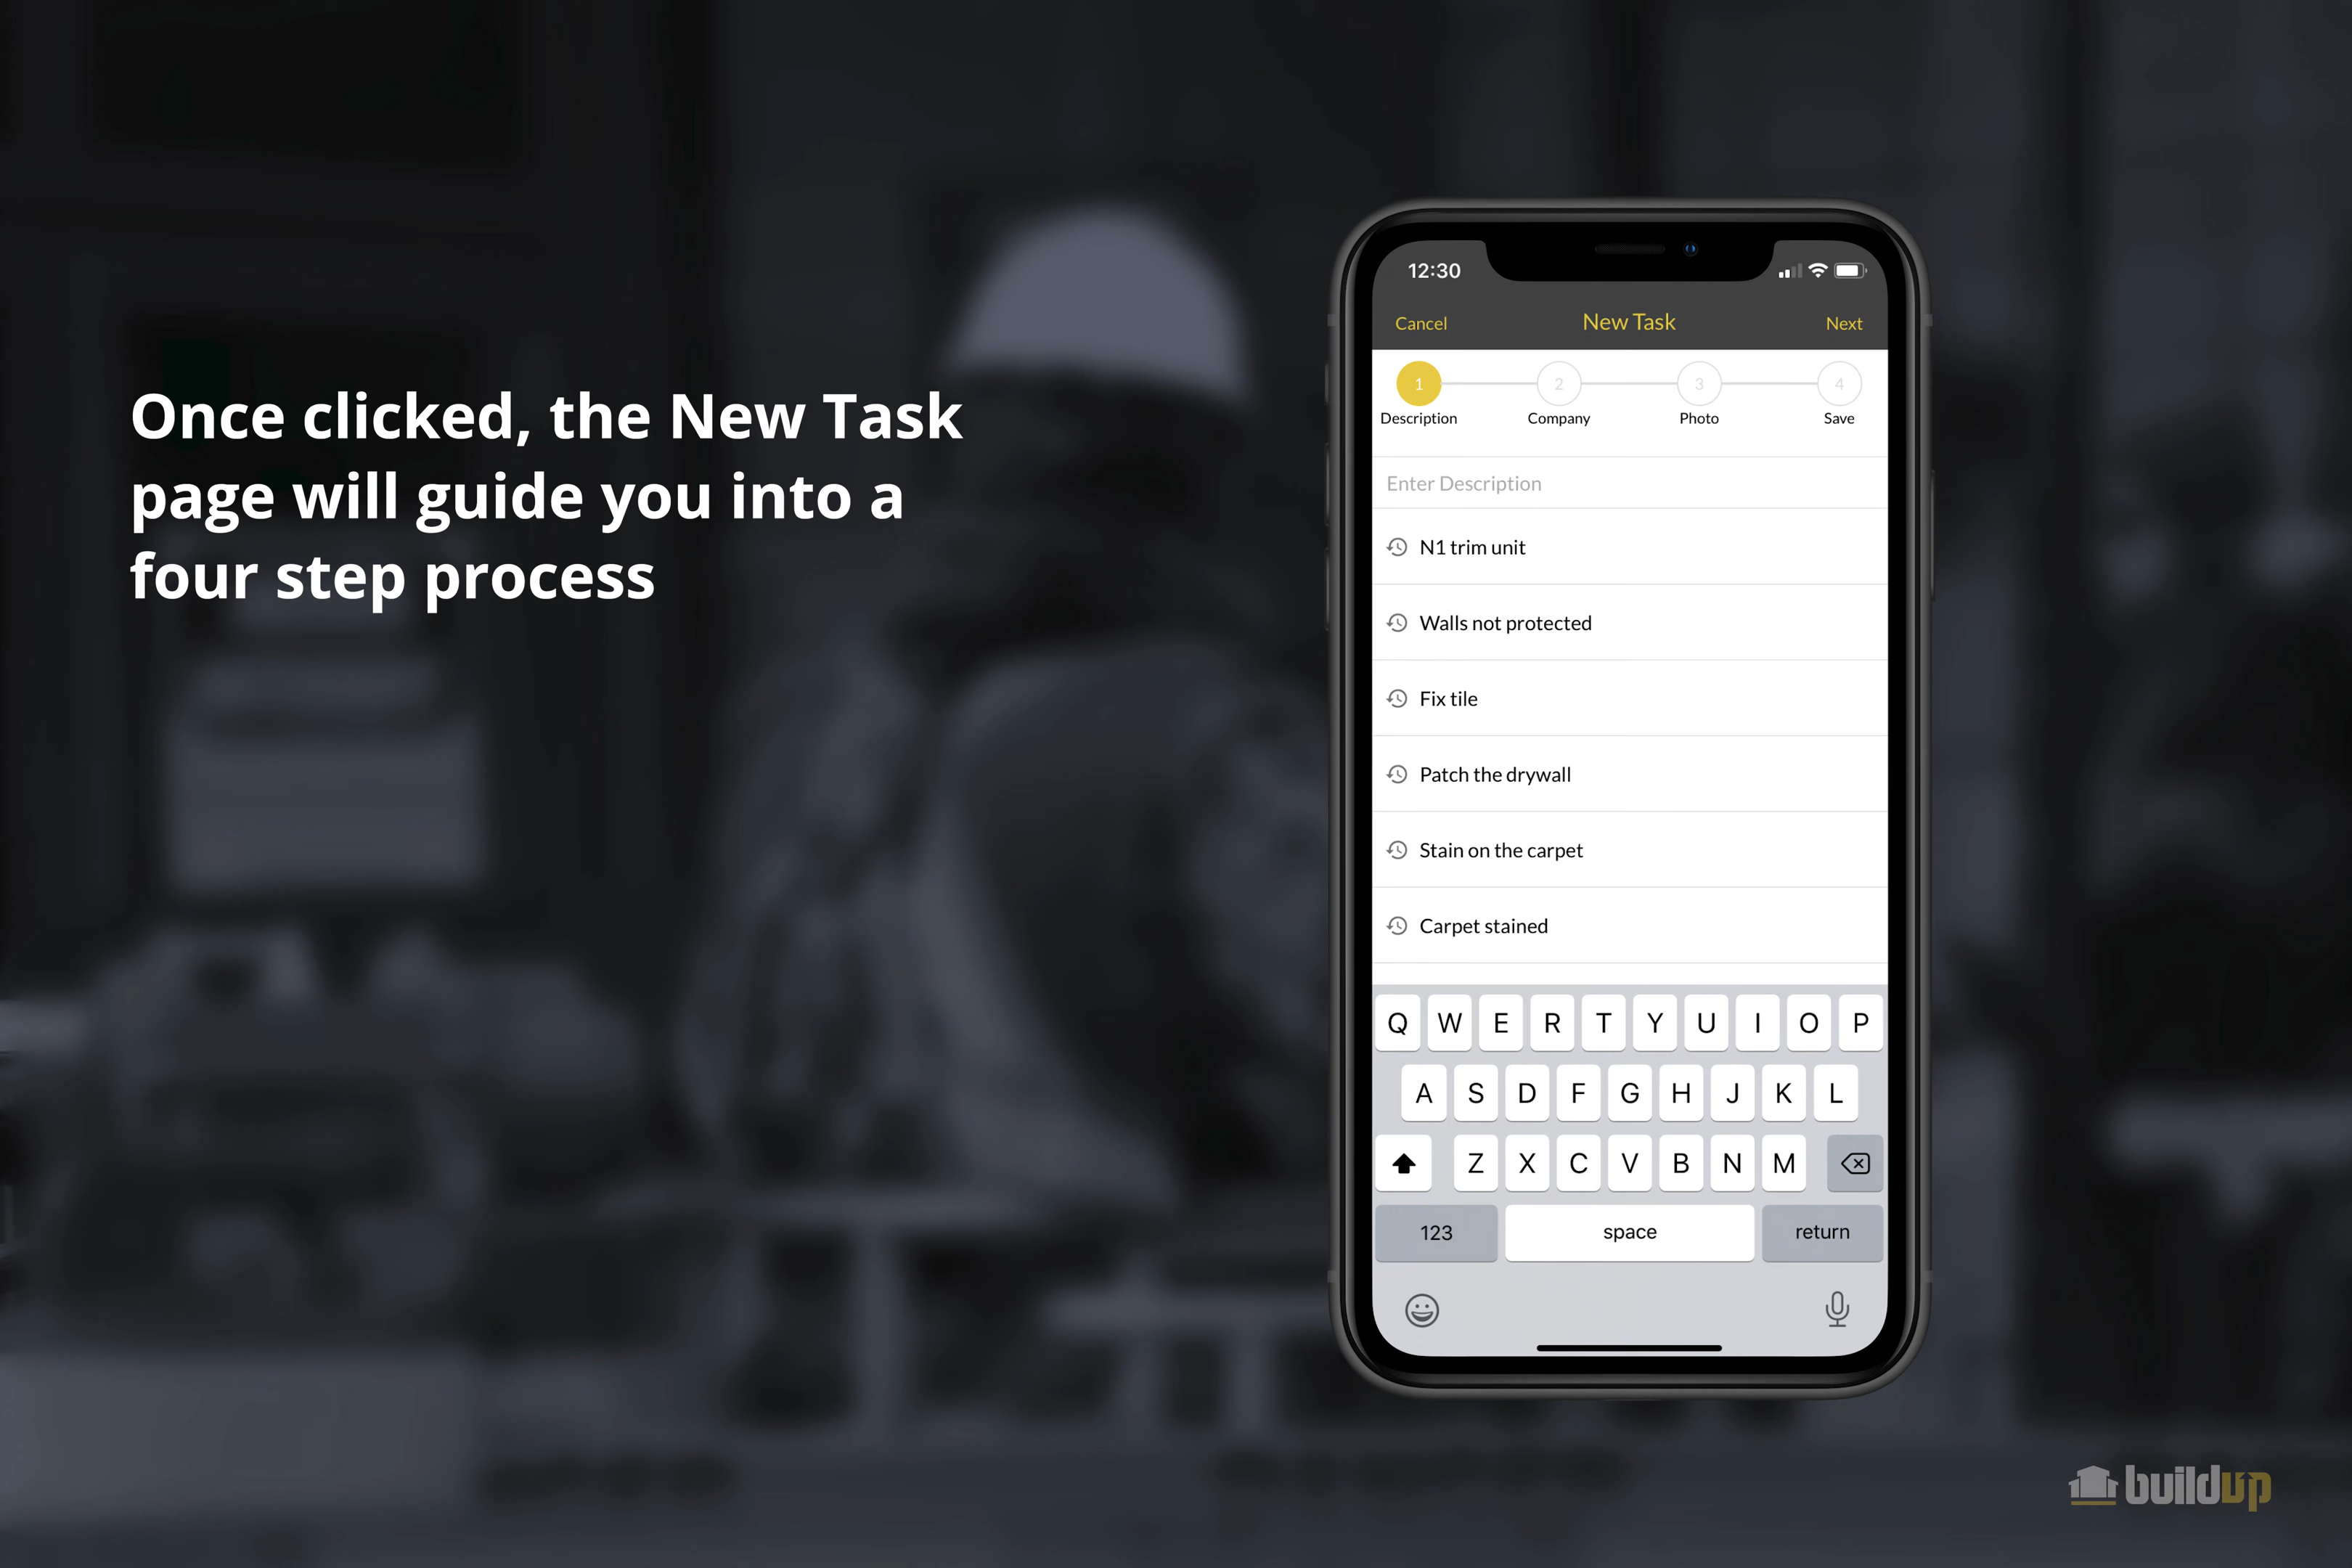 Once clicked, the New Task
page will guide you into a
four step process
12:30
Cancel New Task Next
1 2 3 4
Description Company Photo Save
Enter Description
N1 trim unit
Walls not protected
Fix tile
Patch the drywall
Stain on the carpet
Carpet stained
Q W E R T Y U I O P
A S D F G H J K L
Z X C V B N M
123 space return
buildup